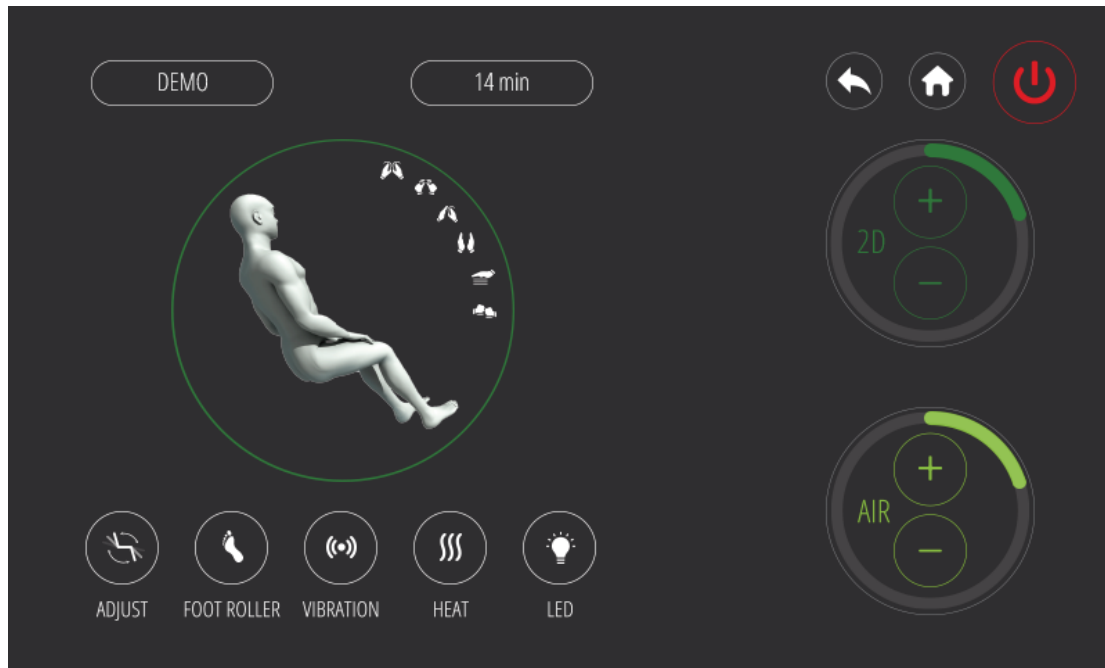 DEMO
14 min
2D
AIR
ADJUST
FOOT ROLLER
VIBRATION
HEAT
LED